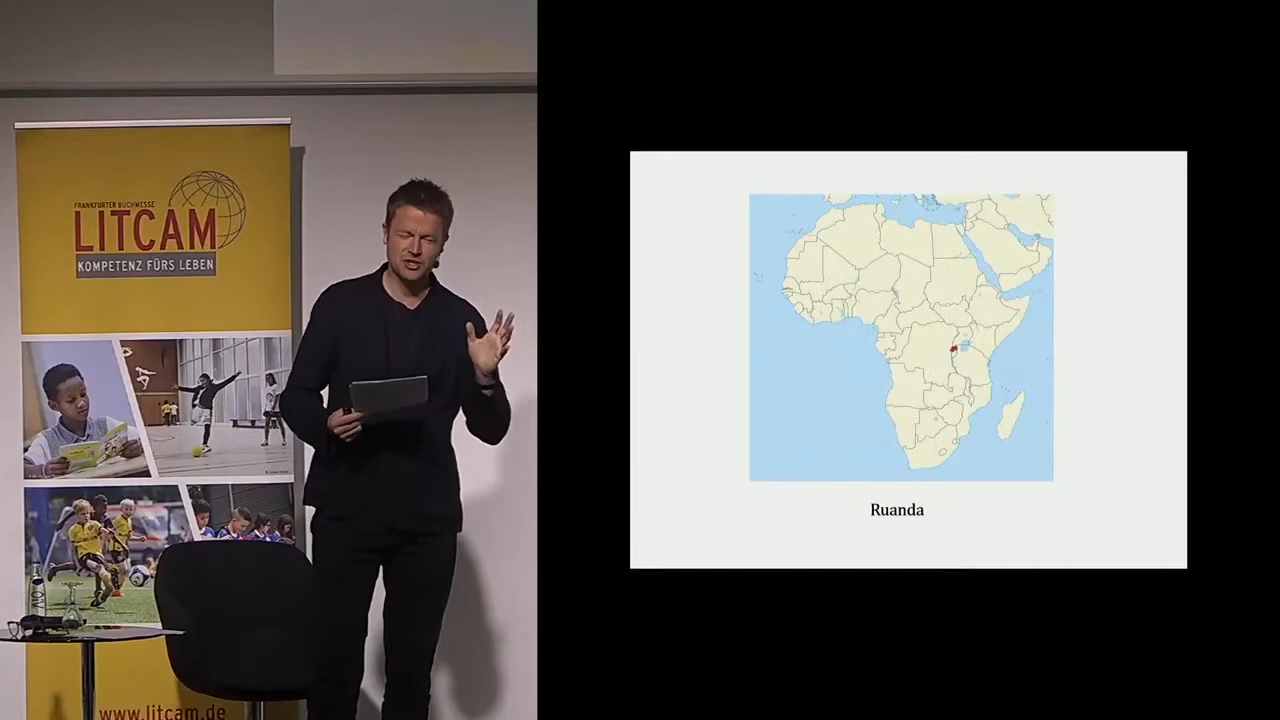 FRANKFURTER BUCHMESSE
LITCAM
KOMPETENZ FÜRS LEBEN
www.litcam.de
Ruanda